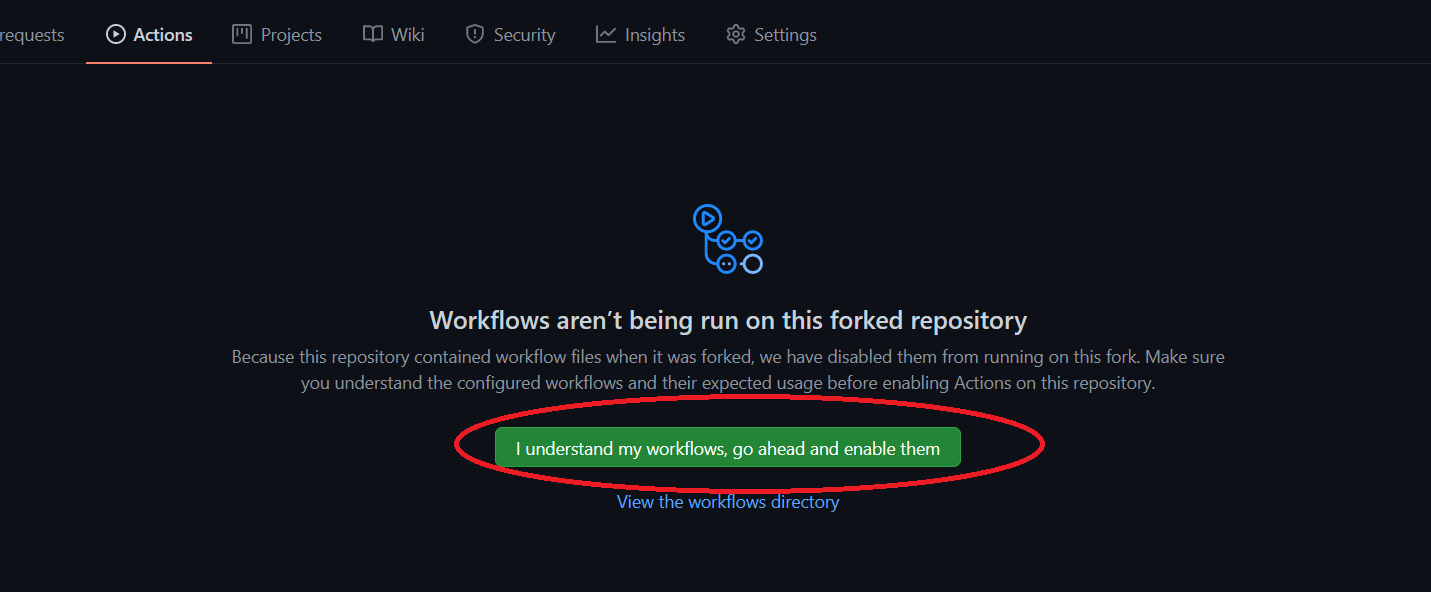 requests Actions Projects Wiki Security Insights Settings
Workflows aren’t being run on this forked repository
Because this repository contained workflow files when it was forked, we have disabled them from running on this fork. Make sure
you understand the configured workflows and their expected usage before enabling Actions on this repository.
I understand my workflows, go ahead and enable them
View the workflows directory